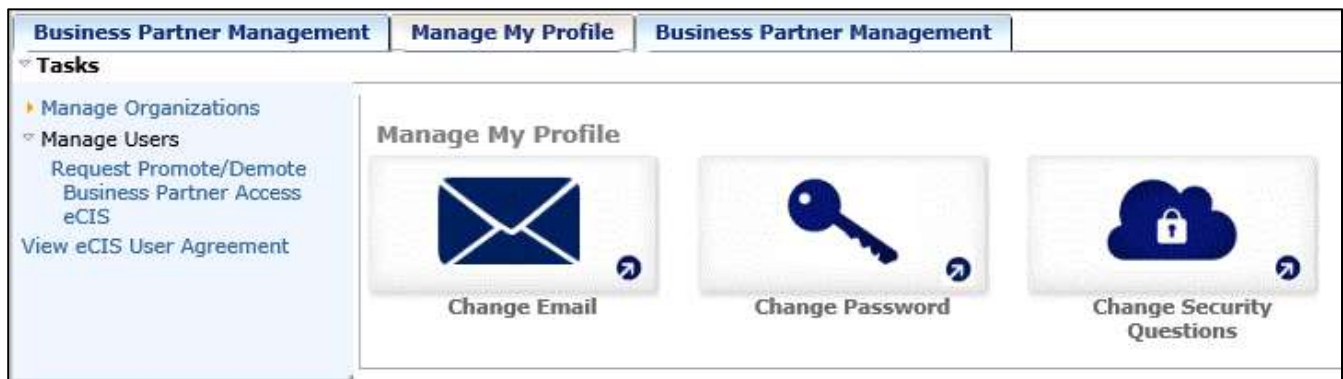 Business Partner Management
Manage My Profile
Business Partner Management
Tasks
Manage Organizations
Manage Users
Request Promote/Demote
Business Partner Access
eCIS
View eCIS User Agreement
Manage My Profile
Change Email
Change Password
Change Security
Questions